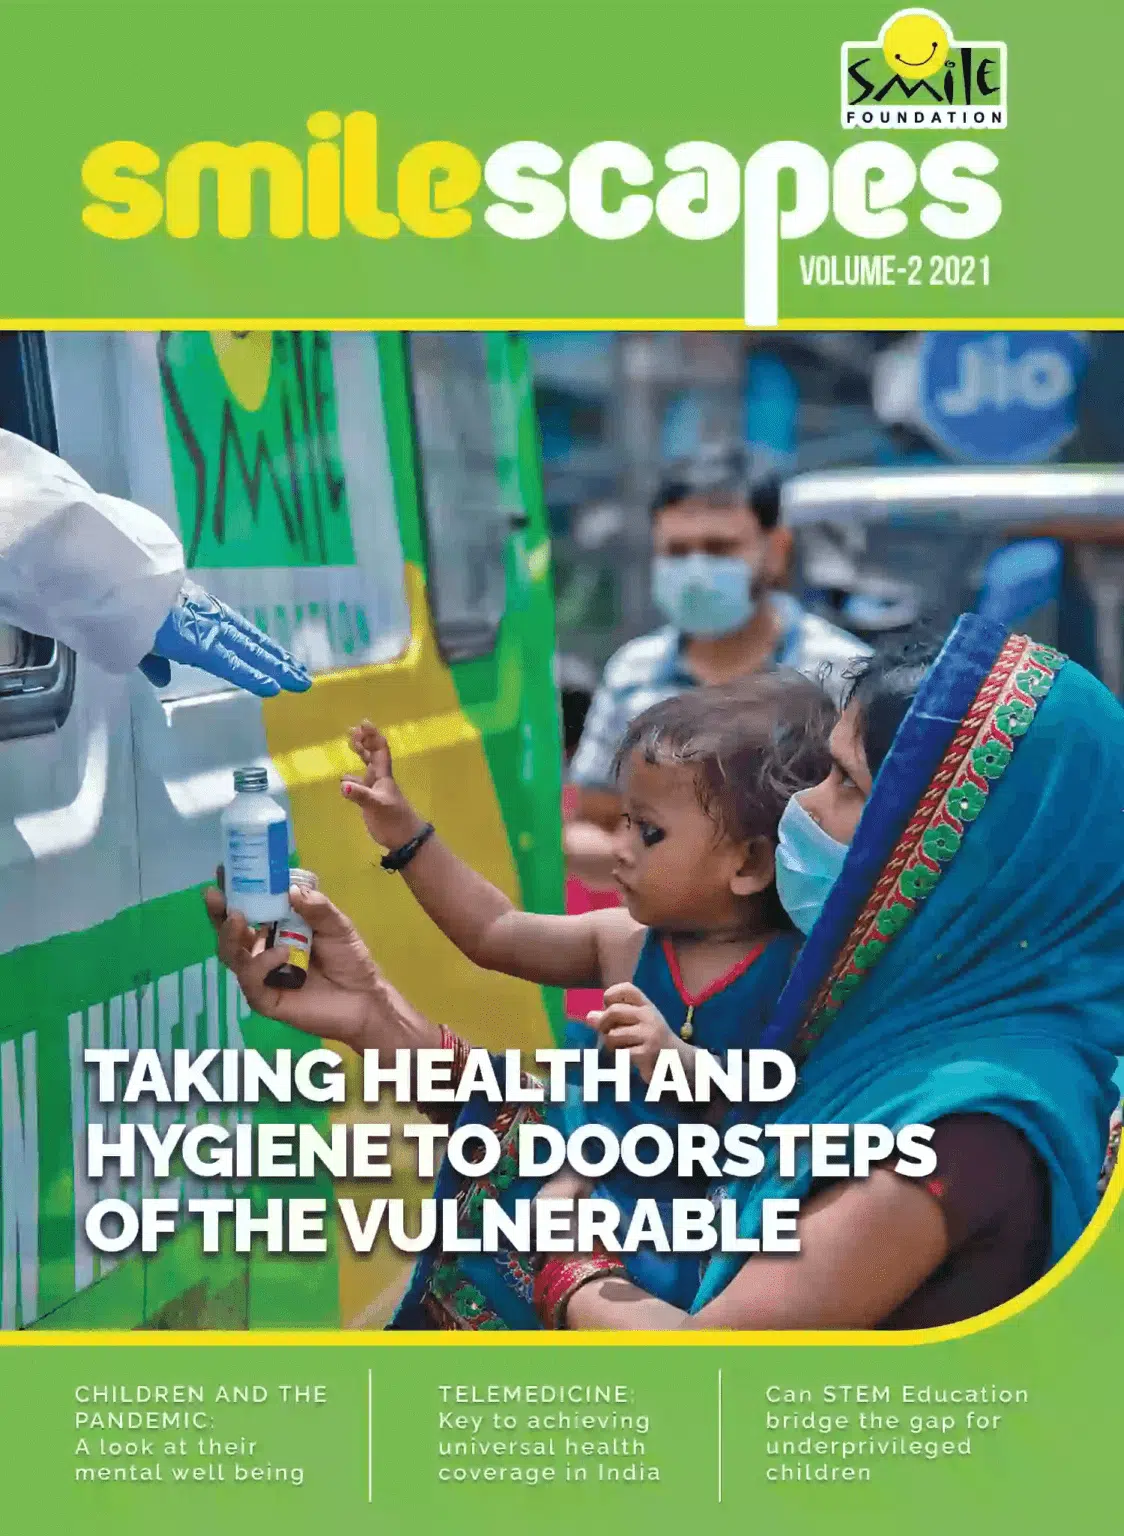 SMiLE
FOUNDATION
smilescapes
VOLUME-2 2021
Jio
SMiLE
TAKING HEALTH AND
HYGIENE TO DOORSTEPS
OF THE VULNERABLE
CHILDREN AND THE
PANDEMIC:
A look at their
mental well being
TELEMEDICINE:
Key to achieving
universal health
coverage in India
Can STEM Education
bridge the gap for
underprivileged
children